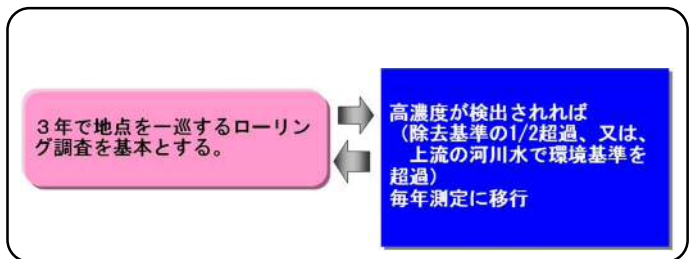 3年で地点を一巡するローリン
グ調査を基本とする。
高濃度が検出されれば
（除去基準の1/2超過、又は、
上流の河川水で環境基準を
超過）
毎年測定に移行